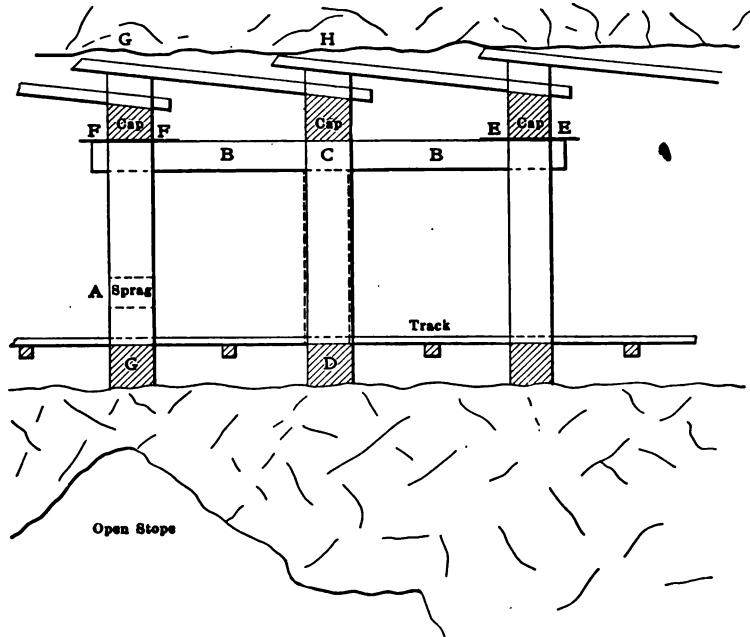 G H
Cap Cap Cap
F F E E
B C B
A Sprag
Track
G D
Open Stope